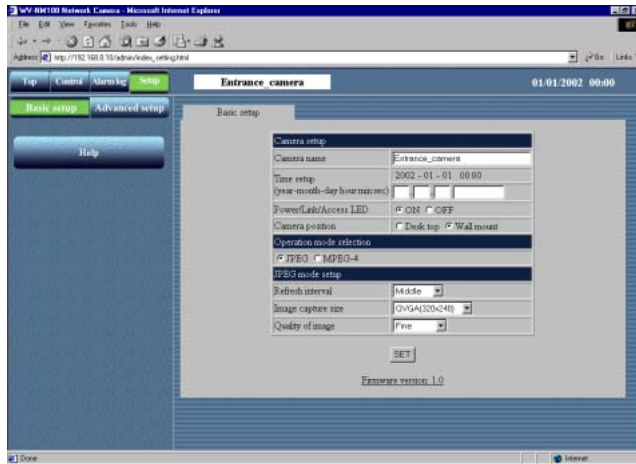 WV-NM100 Network Camera - Microsoft Internet Explorer
File Edit View Favorites Tools Help
Address http://192.168.0.10/admin/index_setting.html Go Links
Top Control Alarm log Setup Entrance_camera 01/01/2002 00:00
Basic setup Advanced setup
Help
Basic setup
Camera setup
Camera name Entrance_camera
Time setup 2002 - 01 - 01 00:00
(year-month-day hour:min:sec)
Power/Link/Access LED ON OFF
Camera position Desk top Wall mount
Operation mode selection
JPEG MPEG-4
JPEG mode setup
Refresh interval Middle
Image capture size QVGA(320x240)
Quality of image Fine
SET
Firmware version: 1.0
Done Internet